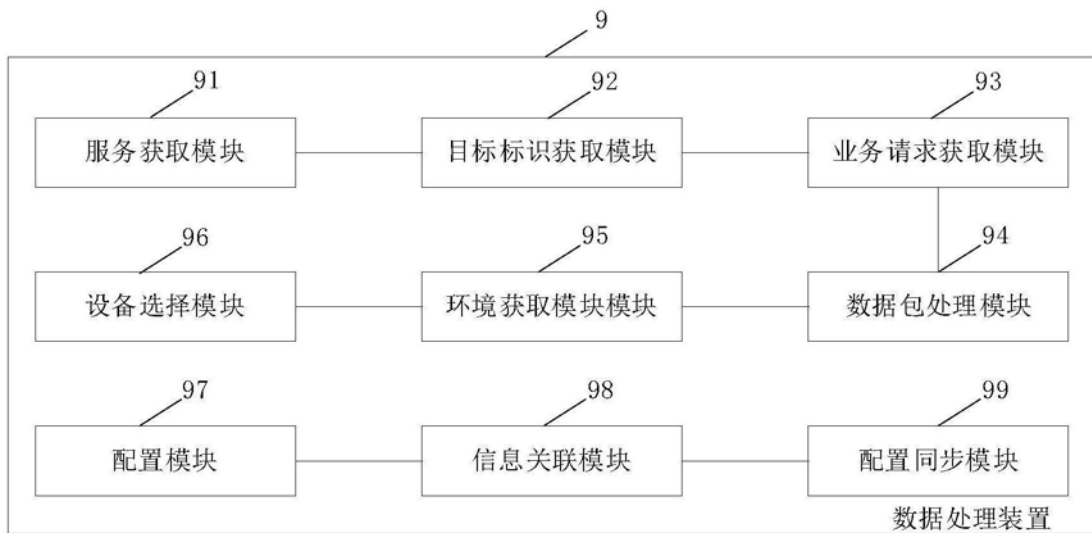 9
91
92
93
服务获取模块
目标标识获取模块
业务请求获取模块
96
95
94
设备选择模块
环境获取模块模块
数据包处理模块
97
98
99
配置模块
信息关联模块
配置同步模块
数据处理装置